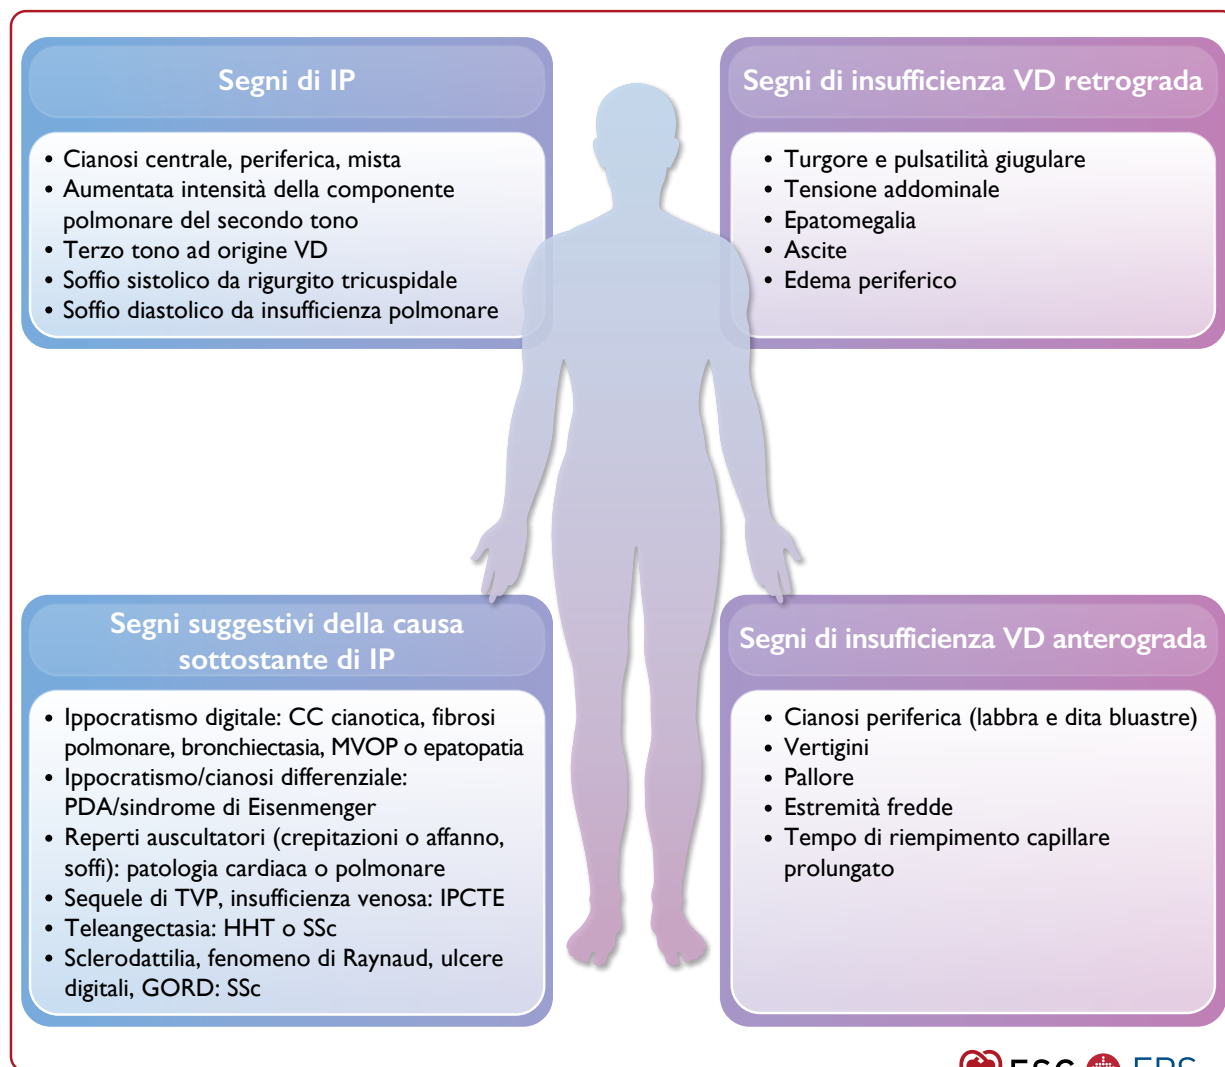 Segni di IP
• Cianosi centrale, periferica, mista
• Aumentata intensità della componente
polmonare del secondo tono
• Terzo tono ad origine VD
• Soffio sistolico da rigurgito tricuspidale
• Soffio diastolico da insufficienza polmonare
Segni di insufficienza VD retrograda
• Turgore e pulsatilità giugulare
• Tensione addominale
• Epatomegalia
• Ascite
• Edema periferico
Segni suggestivi della causa
sottostante di IP
• Ippocratismo digitale: CC cianotica, fibrosi
polmonare, bronchiectasia, MVOP o epatopatia
• Ippocratismo/cianosi differenziale:
PDA/sindrome di Eisenmenger
• Reperti auscultatori (crepitazioni o affanno,
soffi): patologia cardiaca o polmonare
• Sequele di TVP, insufficienza venosa: IPCTE
• Teleangectasia: HHT o SSc
• Sclerodattilia, fenomeno di Raynaud, ulcere
digitali, GORD: SSc
Segni di insufficienza VD anterograda
• Cianosi periferica (labbra e dita bluastre)
• Vertigini
• Pallore
• Estremità fredde
• Tempo di riempimento capillare
prolungato
ESC ERS